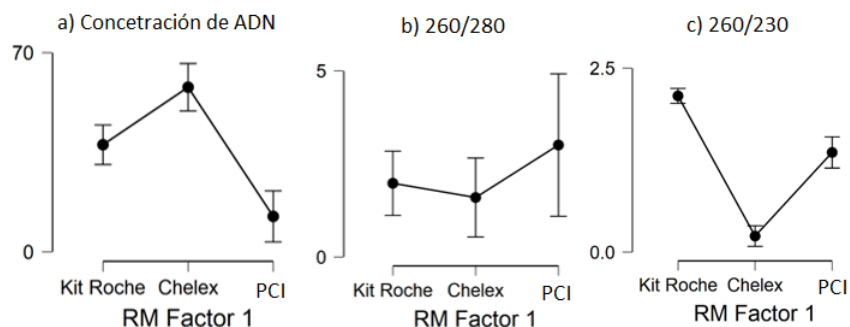 a) Concetración de ADN
70
0
Kit Roche Chelex PCI
RM Factor 1
b) 260/280
5
0
Kit Roche Chelex PCI
RM Factor 1
c) 260/230
2.5
0.0
Kit Roche Chelex PCI
RM Factor 1